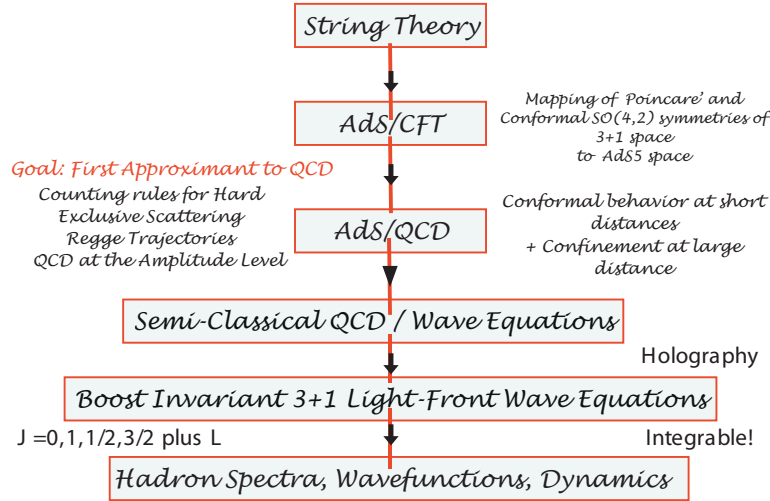 String Theory
AdS/CFT
Mapping of Poincare' and
Conformal SO(4,2) symmetries of
3+1 space
to AdS5 space
Goal: First Approximant to QCD
Counting rules for Hard
Exclusive Scattering
Regge Trajectories
QCD at the Amplitude Level
AdS/QCD
Conformal behavior at short
distances
+ Confinement at large
distance
Semi-Classical QCD / Wave Equations
Holography
Boost Invariant 3+1 Light-Front Wave Equations
J =0,1,1/2,3/2 plus L
Integrable!
Hadron Spectra, Wavefunctions, Dynamics